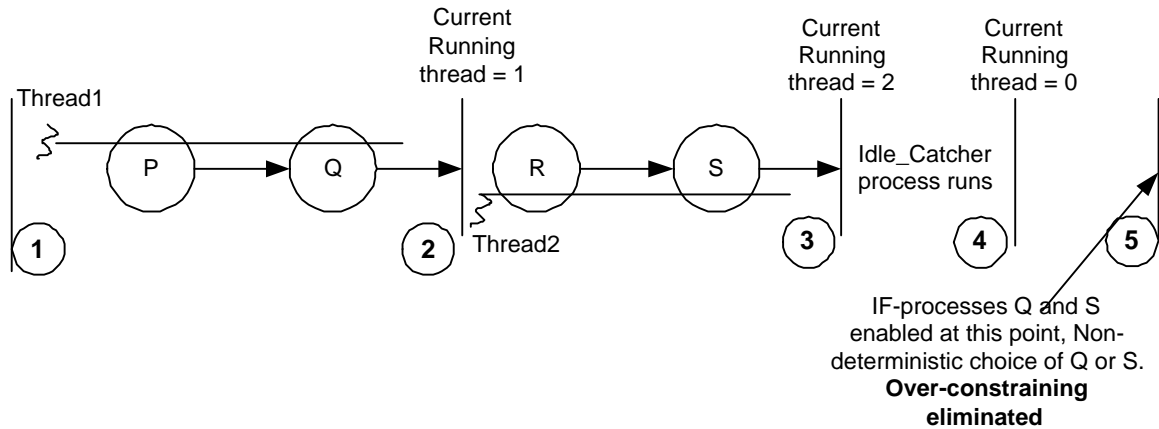 Current
Running
thread = 1
Current
Running
thread = 2
Current
Running
thread = 0
Thread1
P
Q
R
S
Idle_Catcher
process runs
Thread2
1
2
3
4
5
IF-processes Q and S
enabled at this point, Non-
deterministic choice of Q or S.
Over-constraining
eliminated